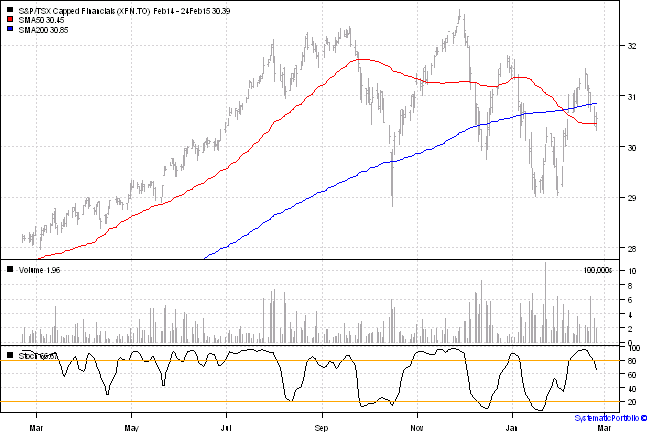 S&P/TSX Capped Financials (XFN.TO) Feb14 - 24Feb15 30.39
SMA50 30.45
SMA200 30.85
32
31
30
29
28
Volume 1.96
100,000s
10
8
6
4
2
0
100
80
60
40
20
Mar May Jul Sep Nov Jan Mar
SystematicPortfolio ©